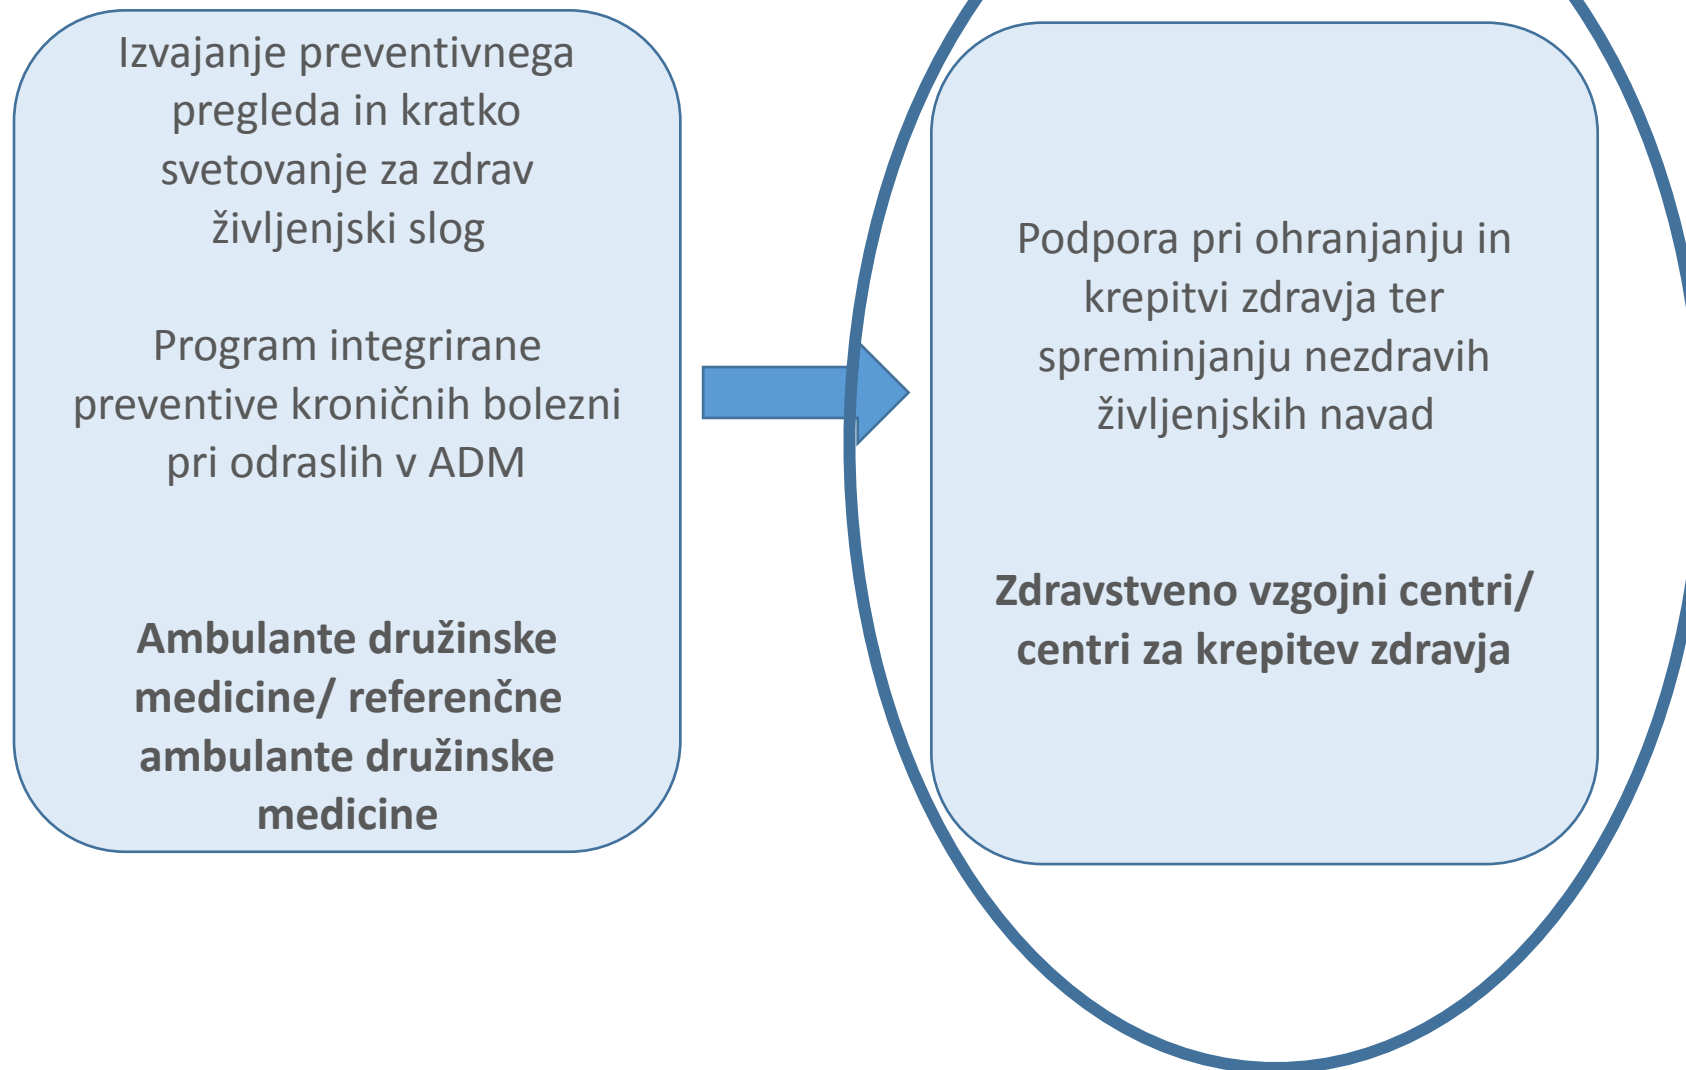 Izvajanje preventivnega
pregleda in kratko
svetovanje za zdrav
življenjski slog
Program integrirane
preventive kroničnih bolezni
pri odraslih v ADM
Ambulante družinske
medicine/ referenčne
ambulante družinske
medicine
Podpora pri ohranjanju in
krepitvi zdravja ter
spreminjanju nezdravih
življenjskih navad
Zdravstveno vzgojni centri/
centri za krepitev zdravja